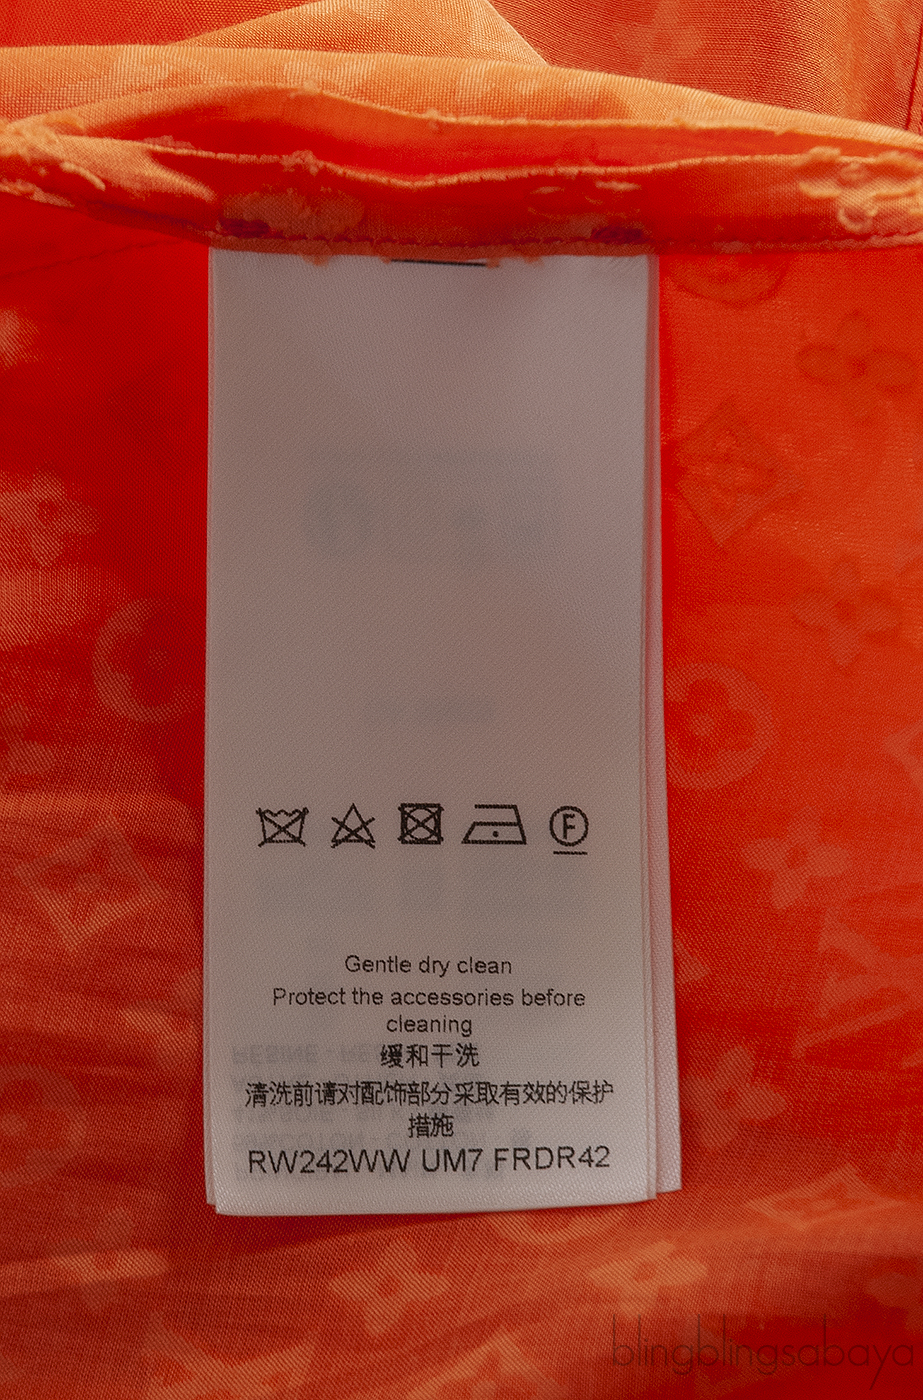 F
Gentle dry clean
Protect the accessories before
cleaning
缓和干洗
清洗前请对配饰部分采取有效的保护
措施
RW242WW UM7 FRDR42
blingblingsabaya